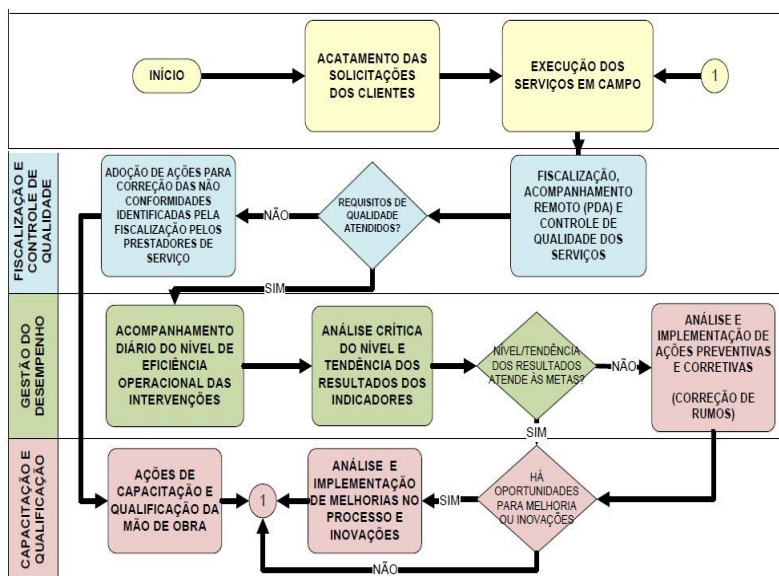 INÍCIO
ACATAMENTO DAS
SOLICITAÇÕES
DOS CLIENTES
EXECUÇÃO DOS
SERVIÇOS EM CAMPO
1
FISCALIZAÇÃO E
CONTROLE DE
QUALIDADE
ADOÇÃO DE AÇÕES PARA
CORREÇÃO DAS NÃO
CONFORMIDADES
IDENTIFICADAS PELA
FISCALIZAÇÃO PELOS
PRESTADORES DE
SERVIÇO
NÃO
REQUISITOS DE
QUALIDADE
ATENDIDOS?
FISCALIZAÇÃO,
ACOMPANHAMENTO
REMOTO (PDA) E
CONTROLE DE
QUALIDADE DOS
SERVIÇOS
SIM
GESTÃO DO
DESEMPENHO
ACOMPANHAMENTO
DIÁRIO DO NÍVEL DE
EFICIÊNCIA
OPERACIONAL DAS
INTERVENÇÕES
ANÁLISE CRÍTICA
DO NÍVEL E
TENDÊNCIA DOS
RESULTADOS DOS
INDICADORES
NÍVEL/TENDÊNCIA
DOS RESULTADOS
ATENDE ÀS METAS?
NÃO
ANÁLISE E
IMPLEMENTAÇÃO DE
AÇÕES PREVENTIVAS
E CORRETIVAS
(CORREÇÃO DE
RUMOS)
SIM
CAPACITAÇÃO E
QUALIFICAÇÃO
AÇÕES DE
CAPACITAÇÃO E
QUALIFICAÇÃO DA
MÃO DE OBRA
1
ANÁLISE E
IMPLEMENTAÇÃO
DE MELHORIAS NO
PROCESSO E
INOVAÇÕES
SIM
HÁ
OPORTUNIDADES
PARA MELHORIA
OU INOVAÇÕES
NÃO